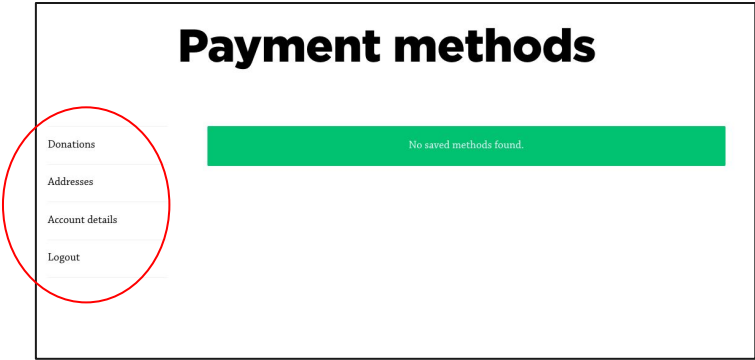 Payment methods
Donations
Addresses
Account details
Logout
No saved methods found.